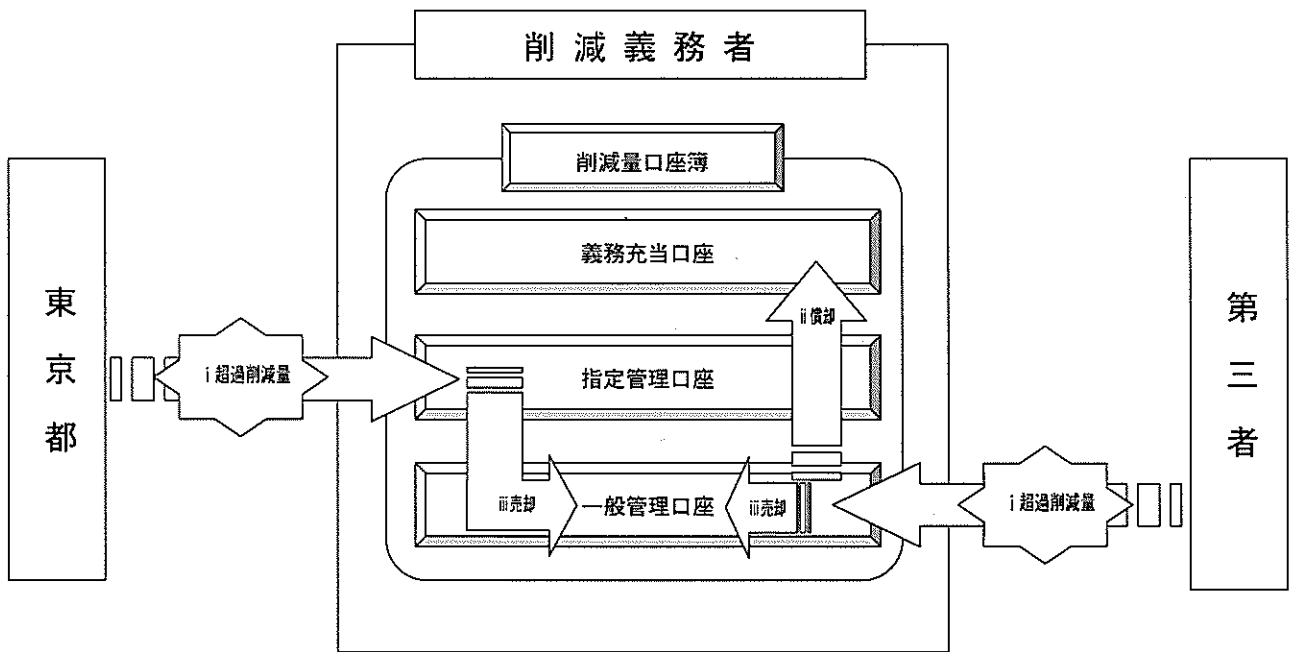 削減義務者
削減量口座簿
義務充当口座
東京都
i 超過削減量
ii 償却
指定管理口座
iii 売却
一般管理口座
iii 売却
i 超過削減量
第三者